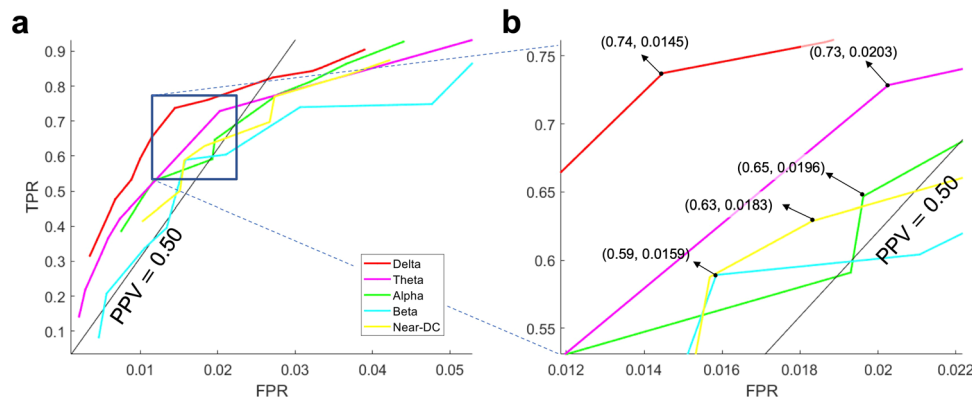 a
TPR
0.9
0.8
0.7
0.6
0.5
0.4
0.3
0.2
0.1
PPV = 0.50
Delta
Theta
Alpha
Beta
Near-DC
0.01
0.02
0.03
0.04
0.05
FPR
b
0.75
0.7
0.65
0.6
0.55
(0.74, 0.0145)
(0.73, 0.0203)
(0.65, 0.0196)
(0.63, 0.0183)
(0.59, 0.0159)
PPV = 0.50
0.012
0.014
0.016
0.018
0.02
0.022
FPR